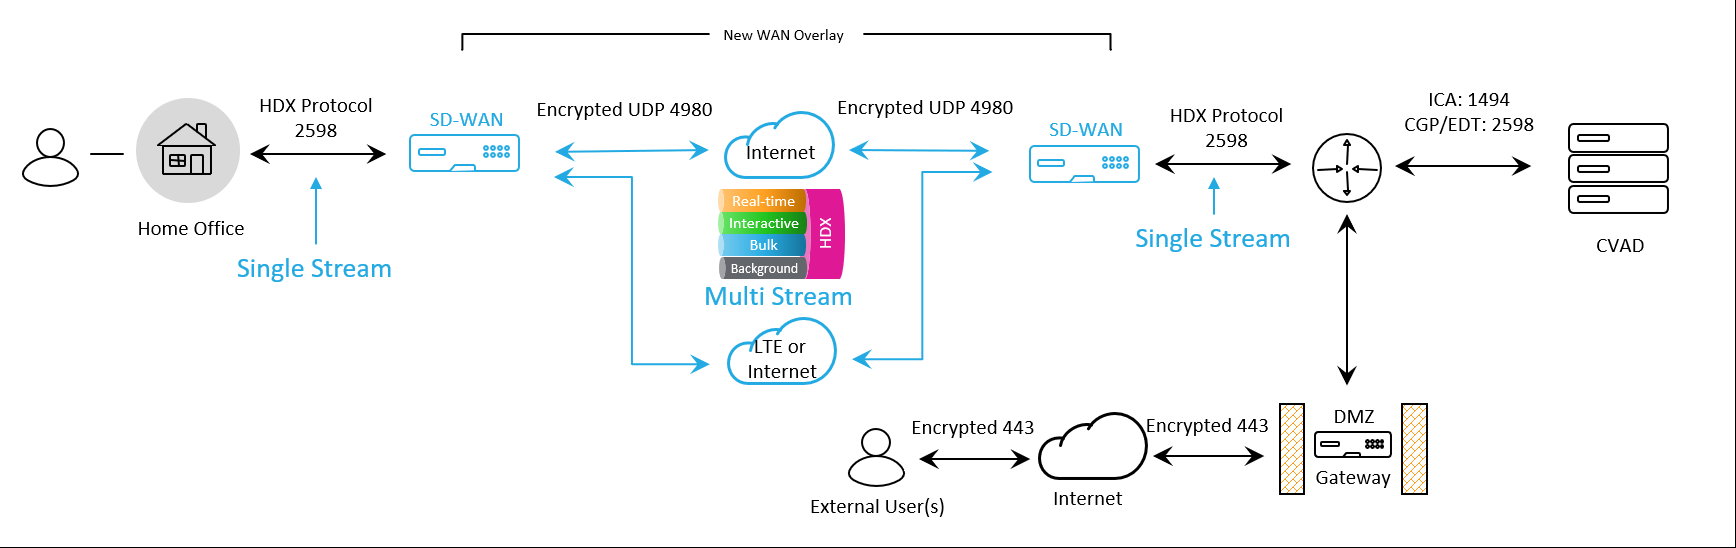 New WAN Overlay
HDX Protocol
2598
SD-WAN
Encrypted UDP 4980
Internet
Encrypted UDP 4980
SD-WAN
HDX Protocol
2598
ICA: 1494
CGP/EDT: 2598
Home Office
Single Stream
Real-time
Interactive
Bulk
Background
HDX
Multi Stream
Single Stream
CVAD
LTE or
Internet
External User(s)
Encrypted 443
Internet
Encrypted 443
DMZ
Gateway